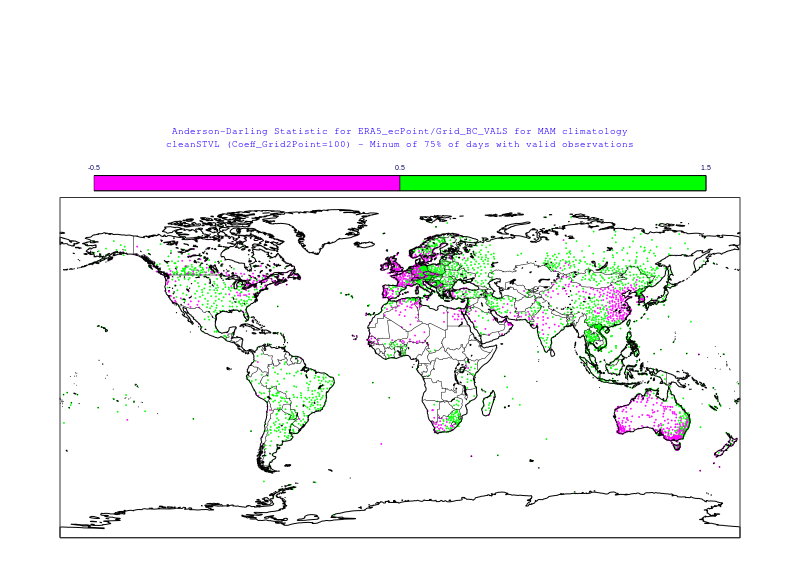 Anderson-Darling Statistic for ERA5_ecPoint/Grid_BC_VALS for MAM climatology
cleanSTVL (Coeff_Grid2Point=100) - Minum of 75% of days with valid observations
-0.5 0.5 1.5